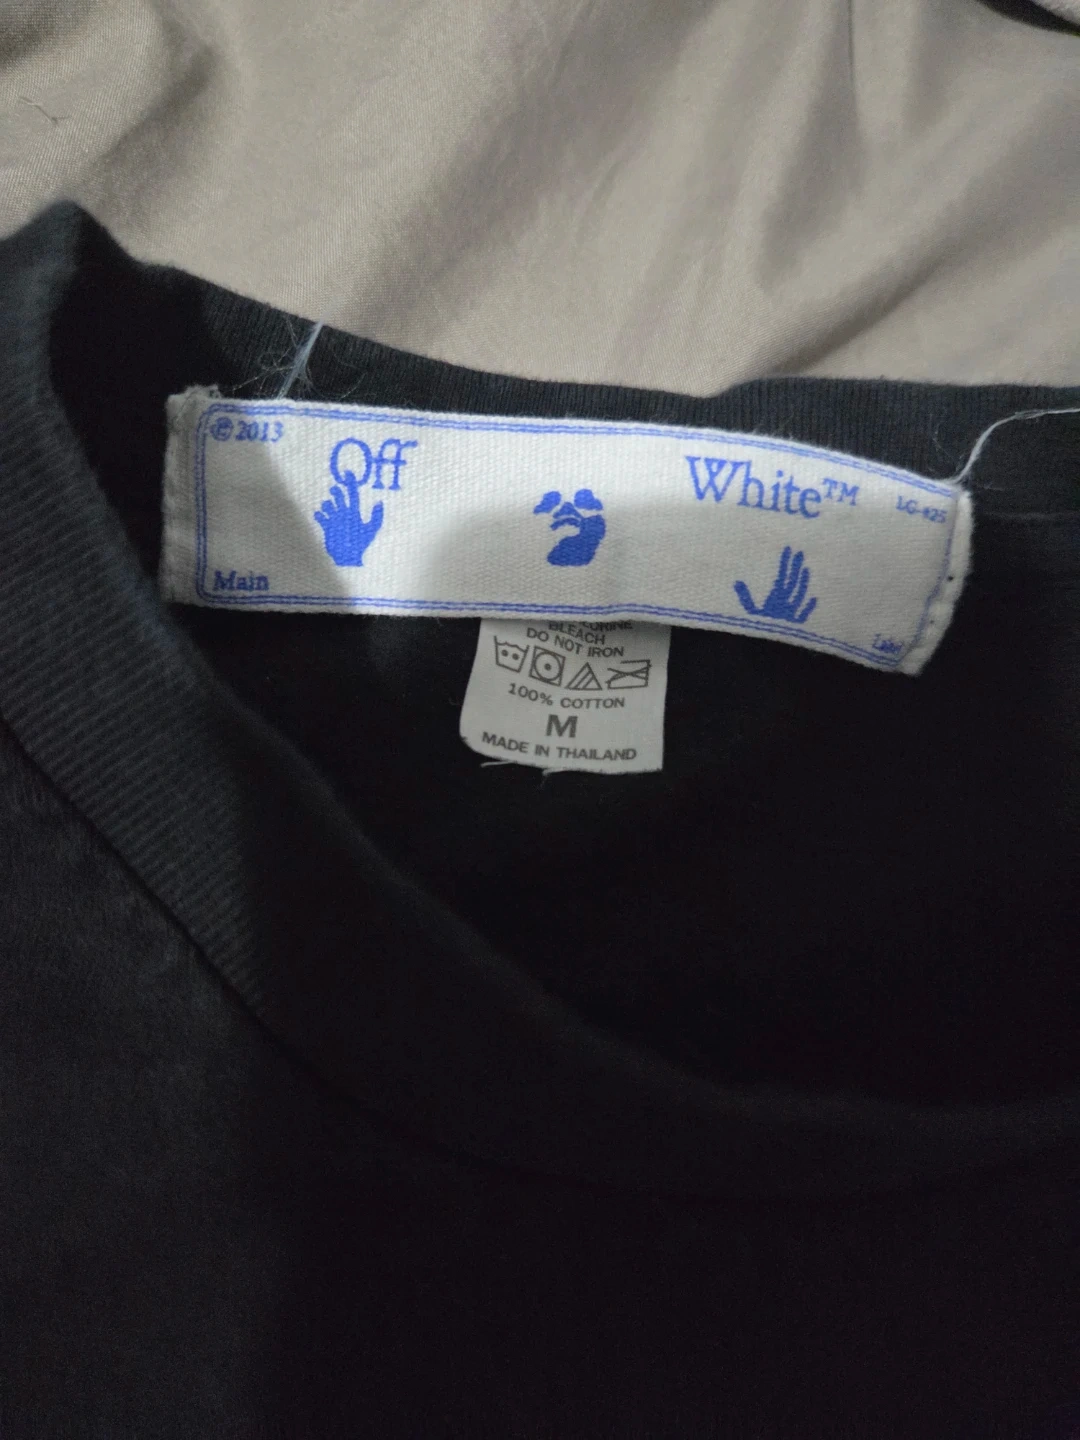 ©2013
Off
White™
LG-425
Main
Label
BLEACH
DO NOT IRON
100% COTTON
M
MADE IN THAILAND